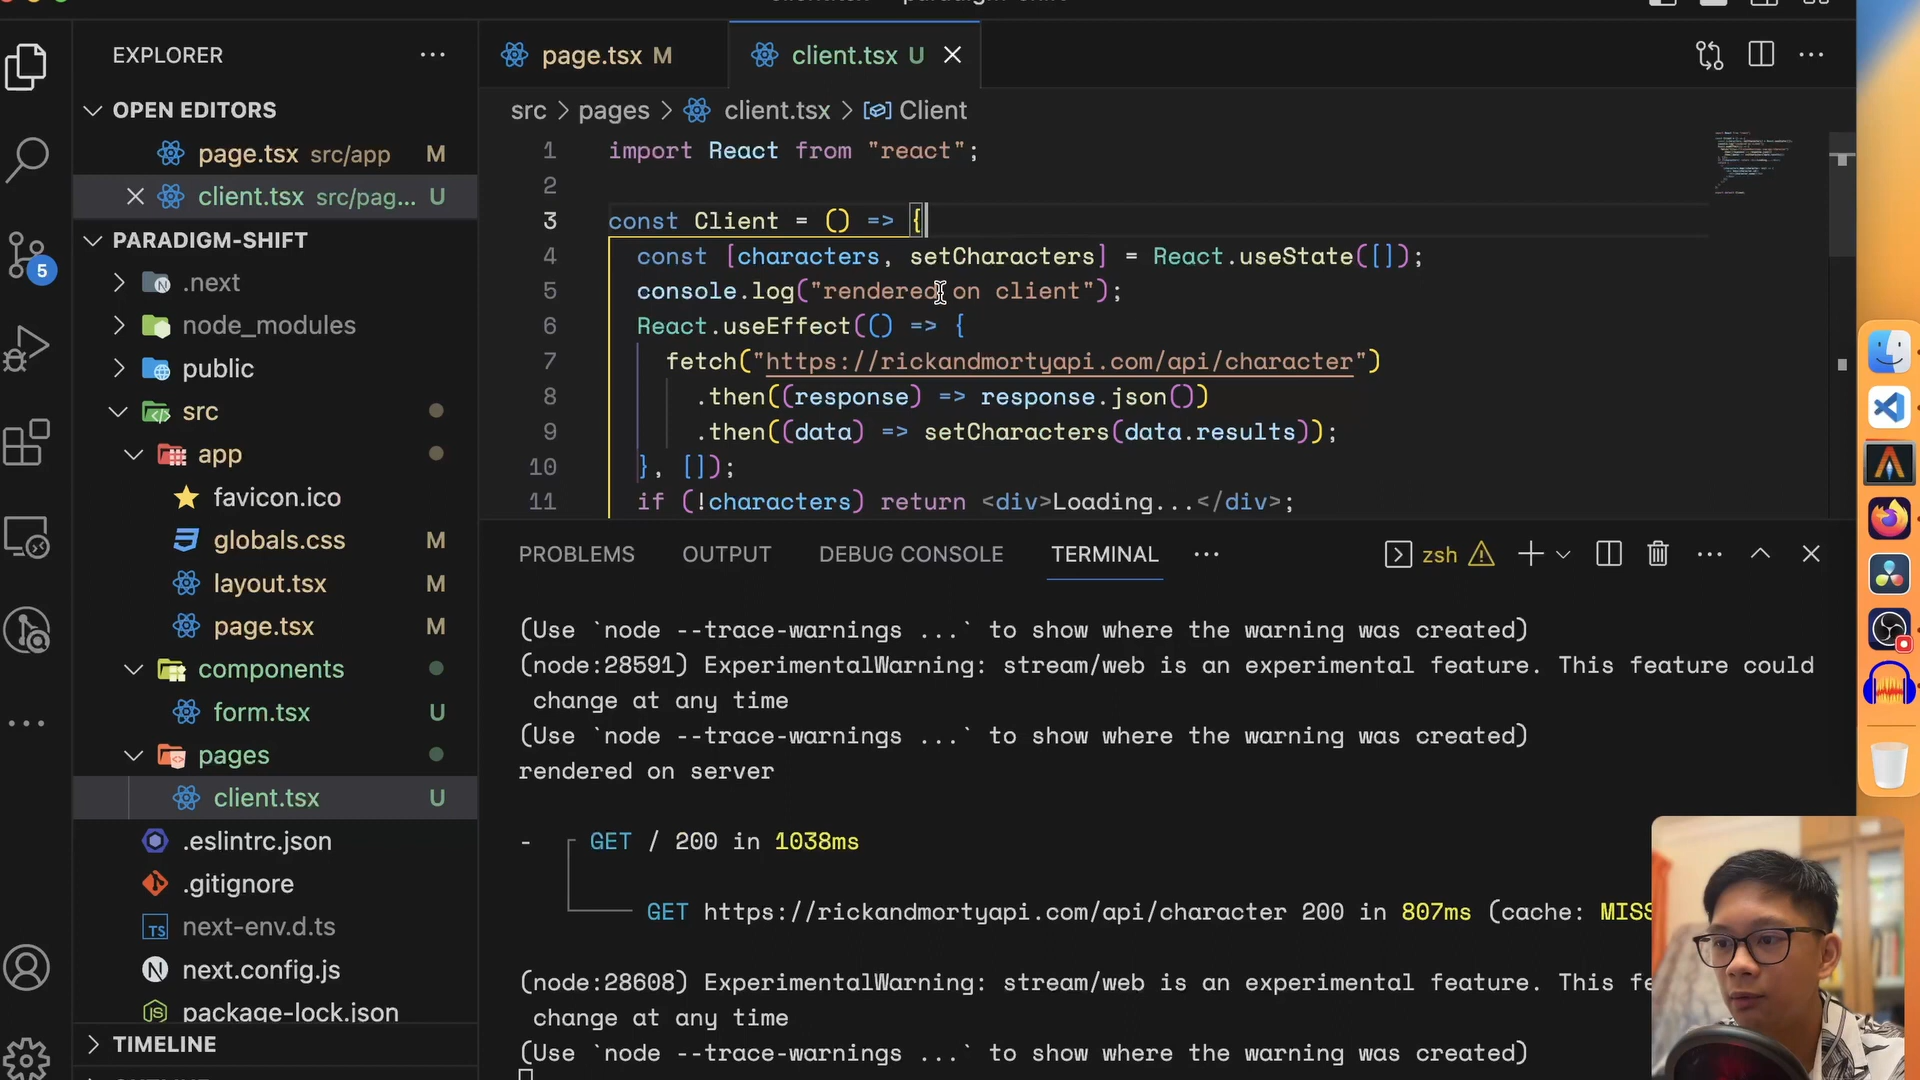 EXPLORER
OPEN EDITORS
page.tsx src/app M
client.tsx src/pag... U
PARADIGM-SHIFT
.next
node_modules
public
src
app
favicon.ico
globals.css M
layout.tsx M
page.tsx M
components
form.tsx U
pages
client.tsx U
.eslintrc.json
.gitignore
next-env.d.ts
next.config.js
package-lock.json
TIMELINE
5
page.tsx M
client.tsx U
src > pages > client.tsx > Client
1 import React from "react";
2
3 const Client = () => {
4 const [characters, setCharacters] = React.useState([]);
5 console.log("rendered on client");
6 React.useEffect(() => {
7 fetch("https://rickandmortyapi.com/api/character")
8 .then((response) => response.json())
9 .then((data) => setCharacters(data.results));
10 }, []);
11 if (!characters) return <div>Loading...</div>;
PROBLEMS OUTPUT DEBUG CONSOLE TERMINAL ... zsh
(Use `node --trace-warnings ...` to show where the warning was created)
(node:28591) ExperimentalWarning: stream/web is an experimental feature. This feature could
change at any time
(Use `node --trace-warnings ...` to show where the warning was created)
rendered on server
- GET / 200 in 1038ms
GET https://rickandmortyapi.com/api/character 200 in 807ms (cache: MISS
(node:28608) ExperimentalWarning: stream/web is an experimental feature. This fe
change at any time
(Use `node --trace-warnings ...` to show where the warning was created)